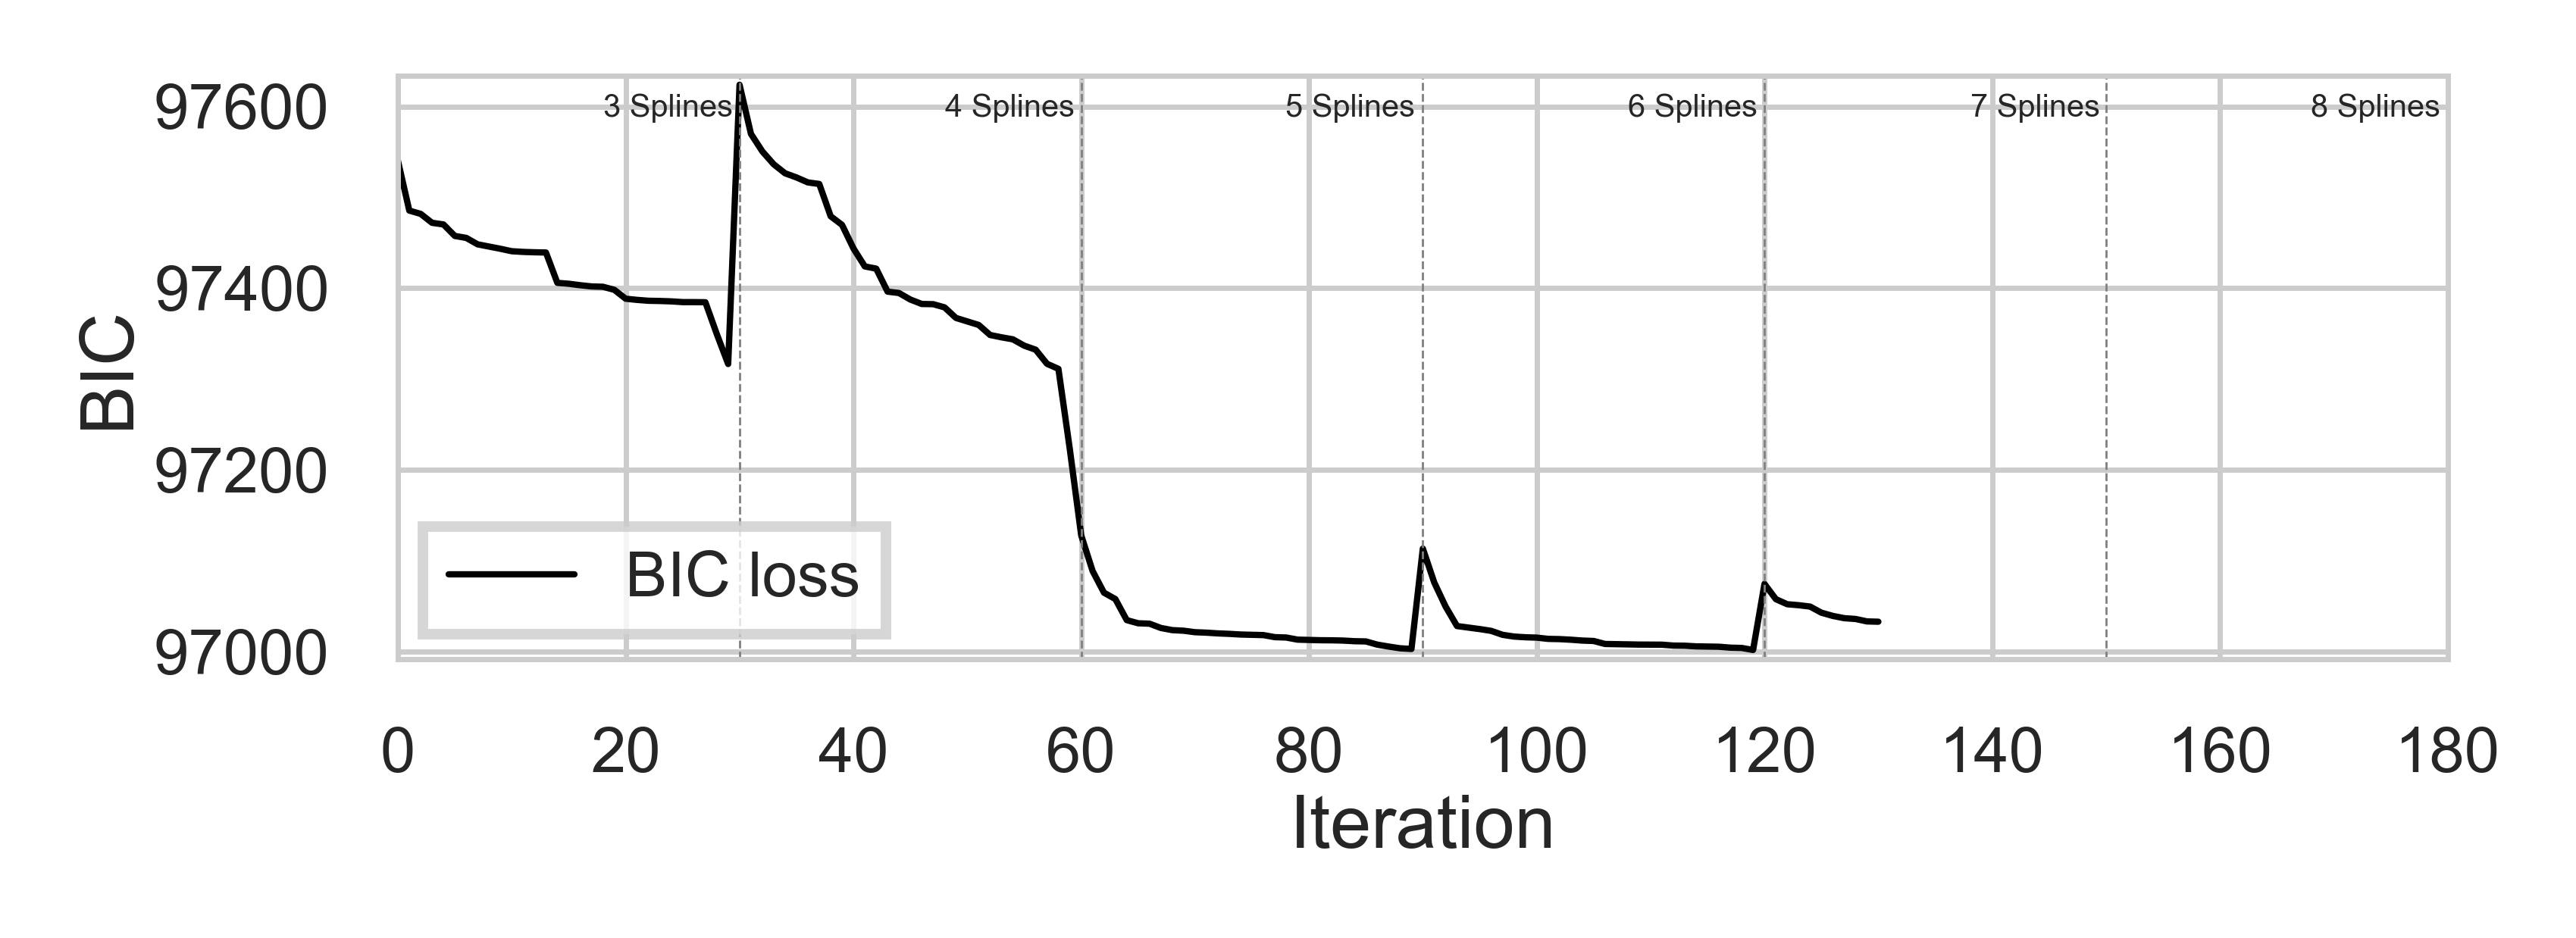 97600
97400
97200
97000
BIC
3 Splines
4 Splines
5 Splines
6 Splines
7 Splines
8 Splines
BIC loss
0 20 40 60 80 100 120 140 160 180
Iteration